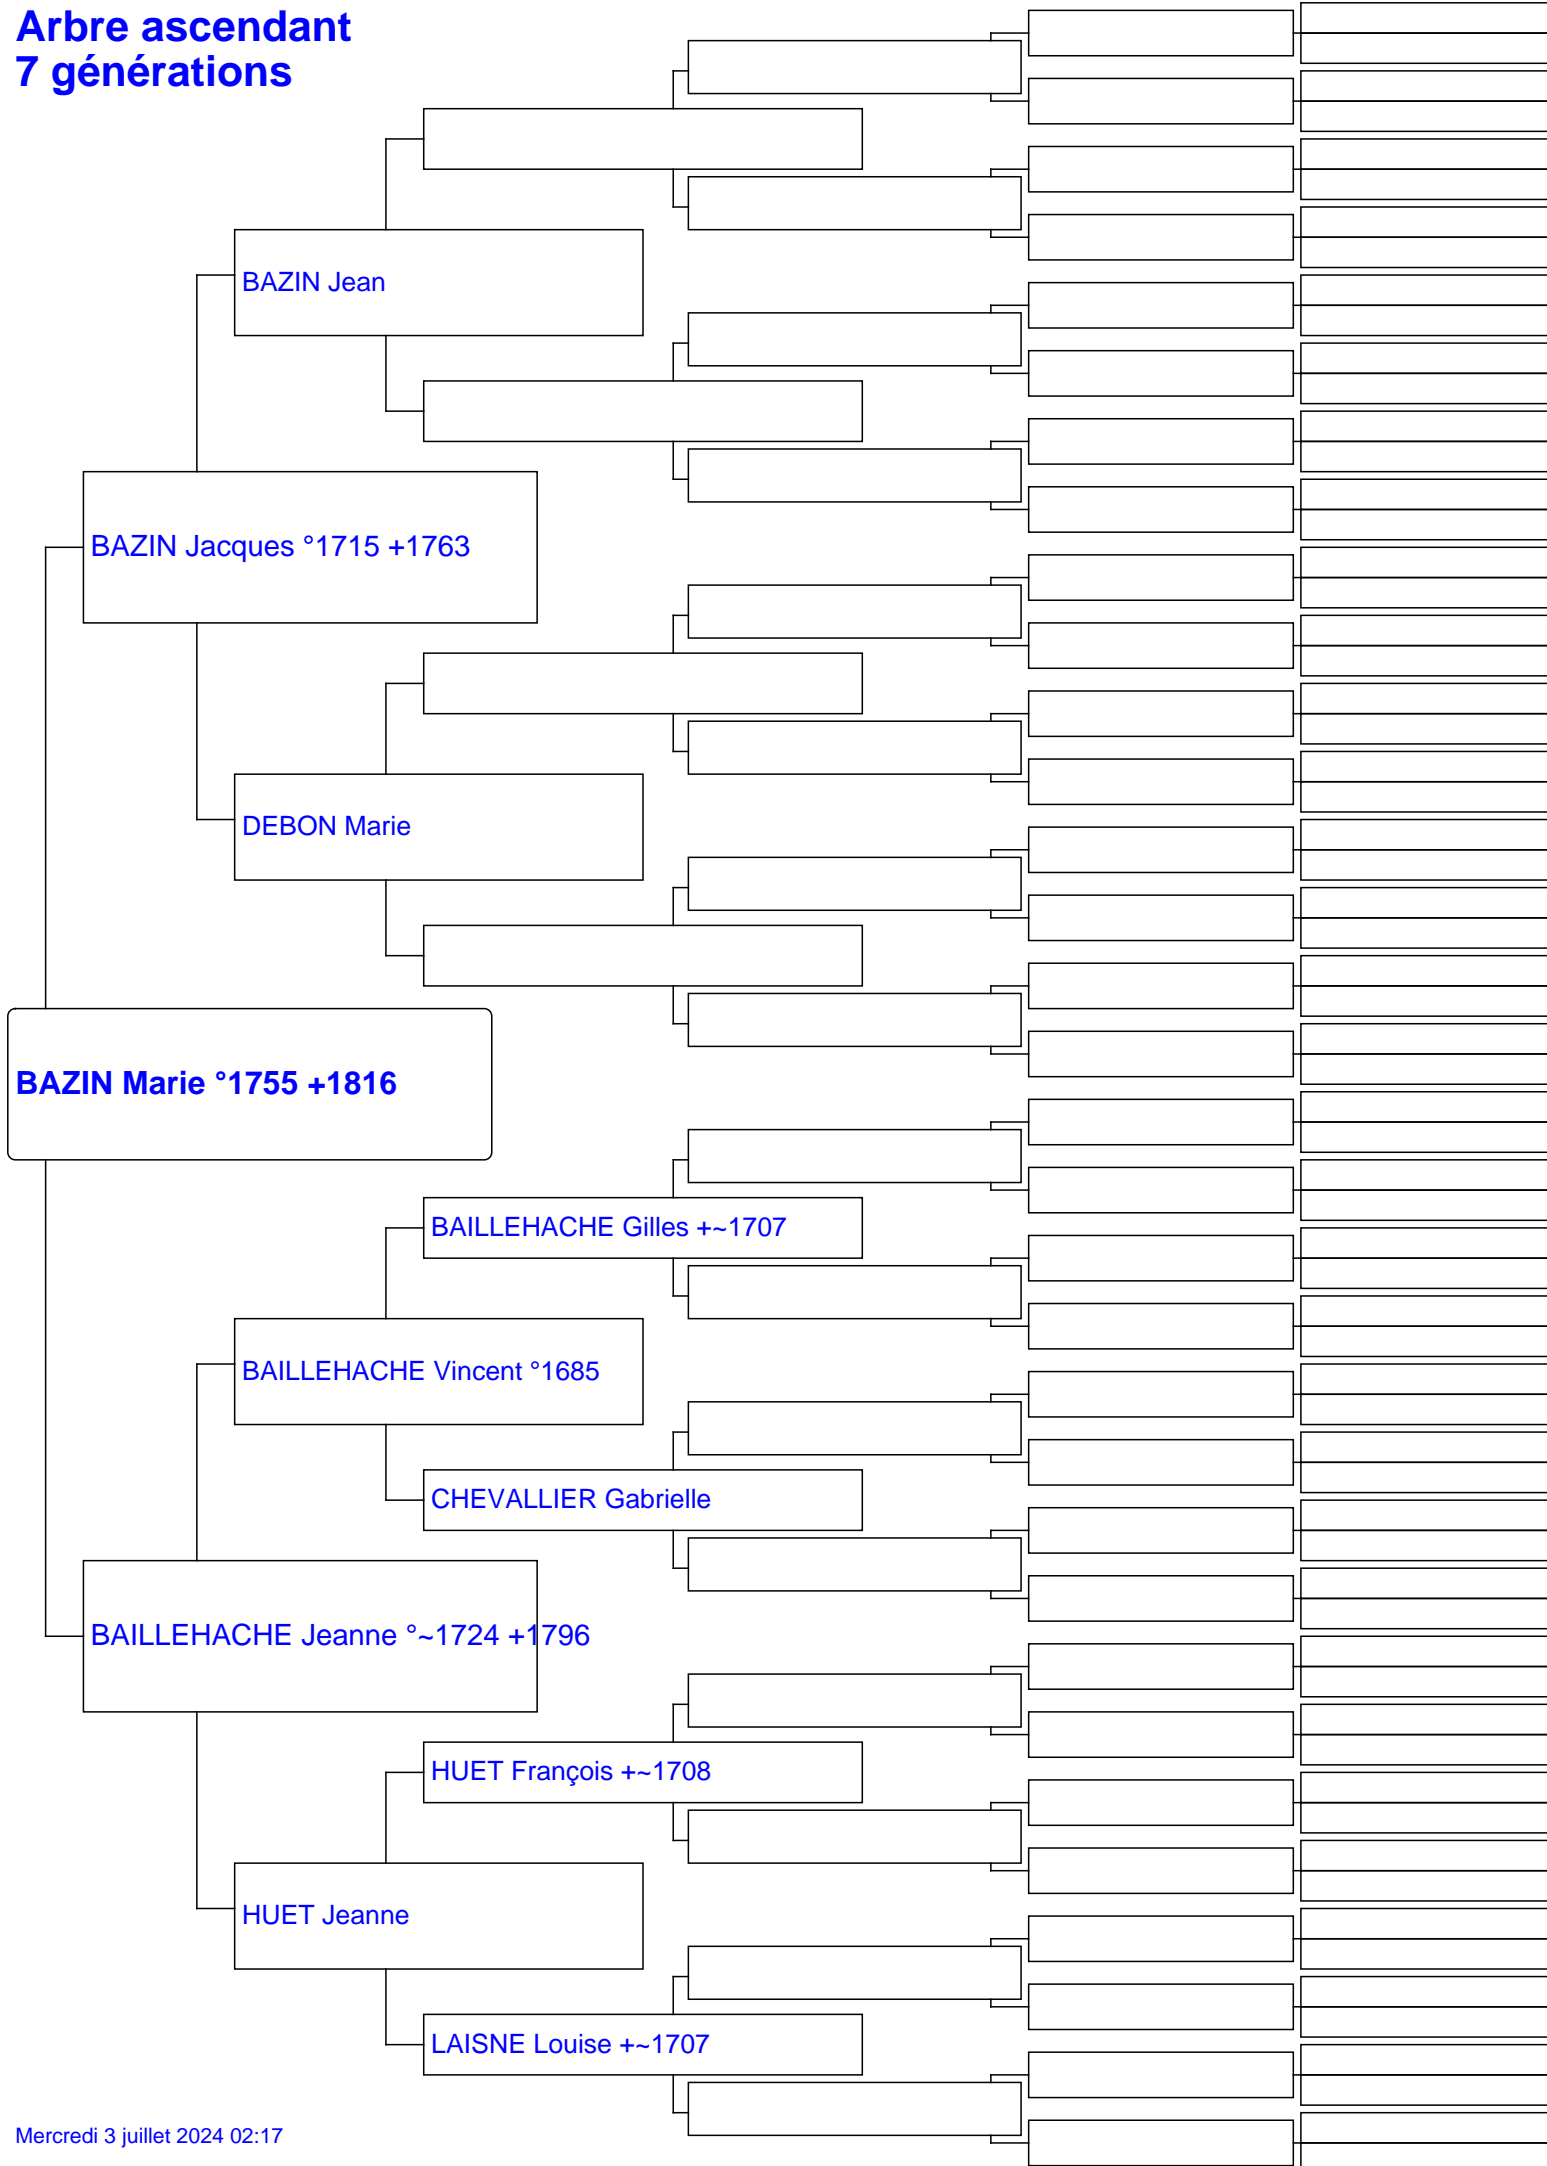 Arbre ascendant
7 générations
BAZIN Jean
BAZIN Jacques °1715 +1763
DEBON Marie
BAZIN Marie °1755 +1816
BAILLEHACHE Gilles +~1707
BAILLEHACHE Vincent °1685
CHEVALLIER Gabrielle
BAILLEHACHE Jeanne °~1724 +1796
HUET François +~1708
HUET Jeanne
LAISNE Louise +~1707
Mercredi 3 juillet 2024 02:17